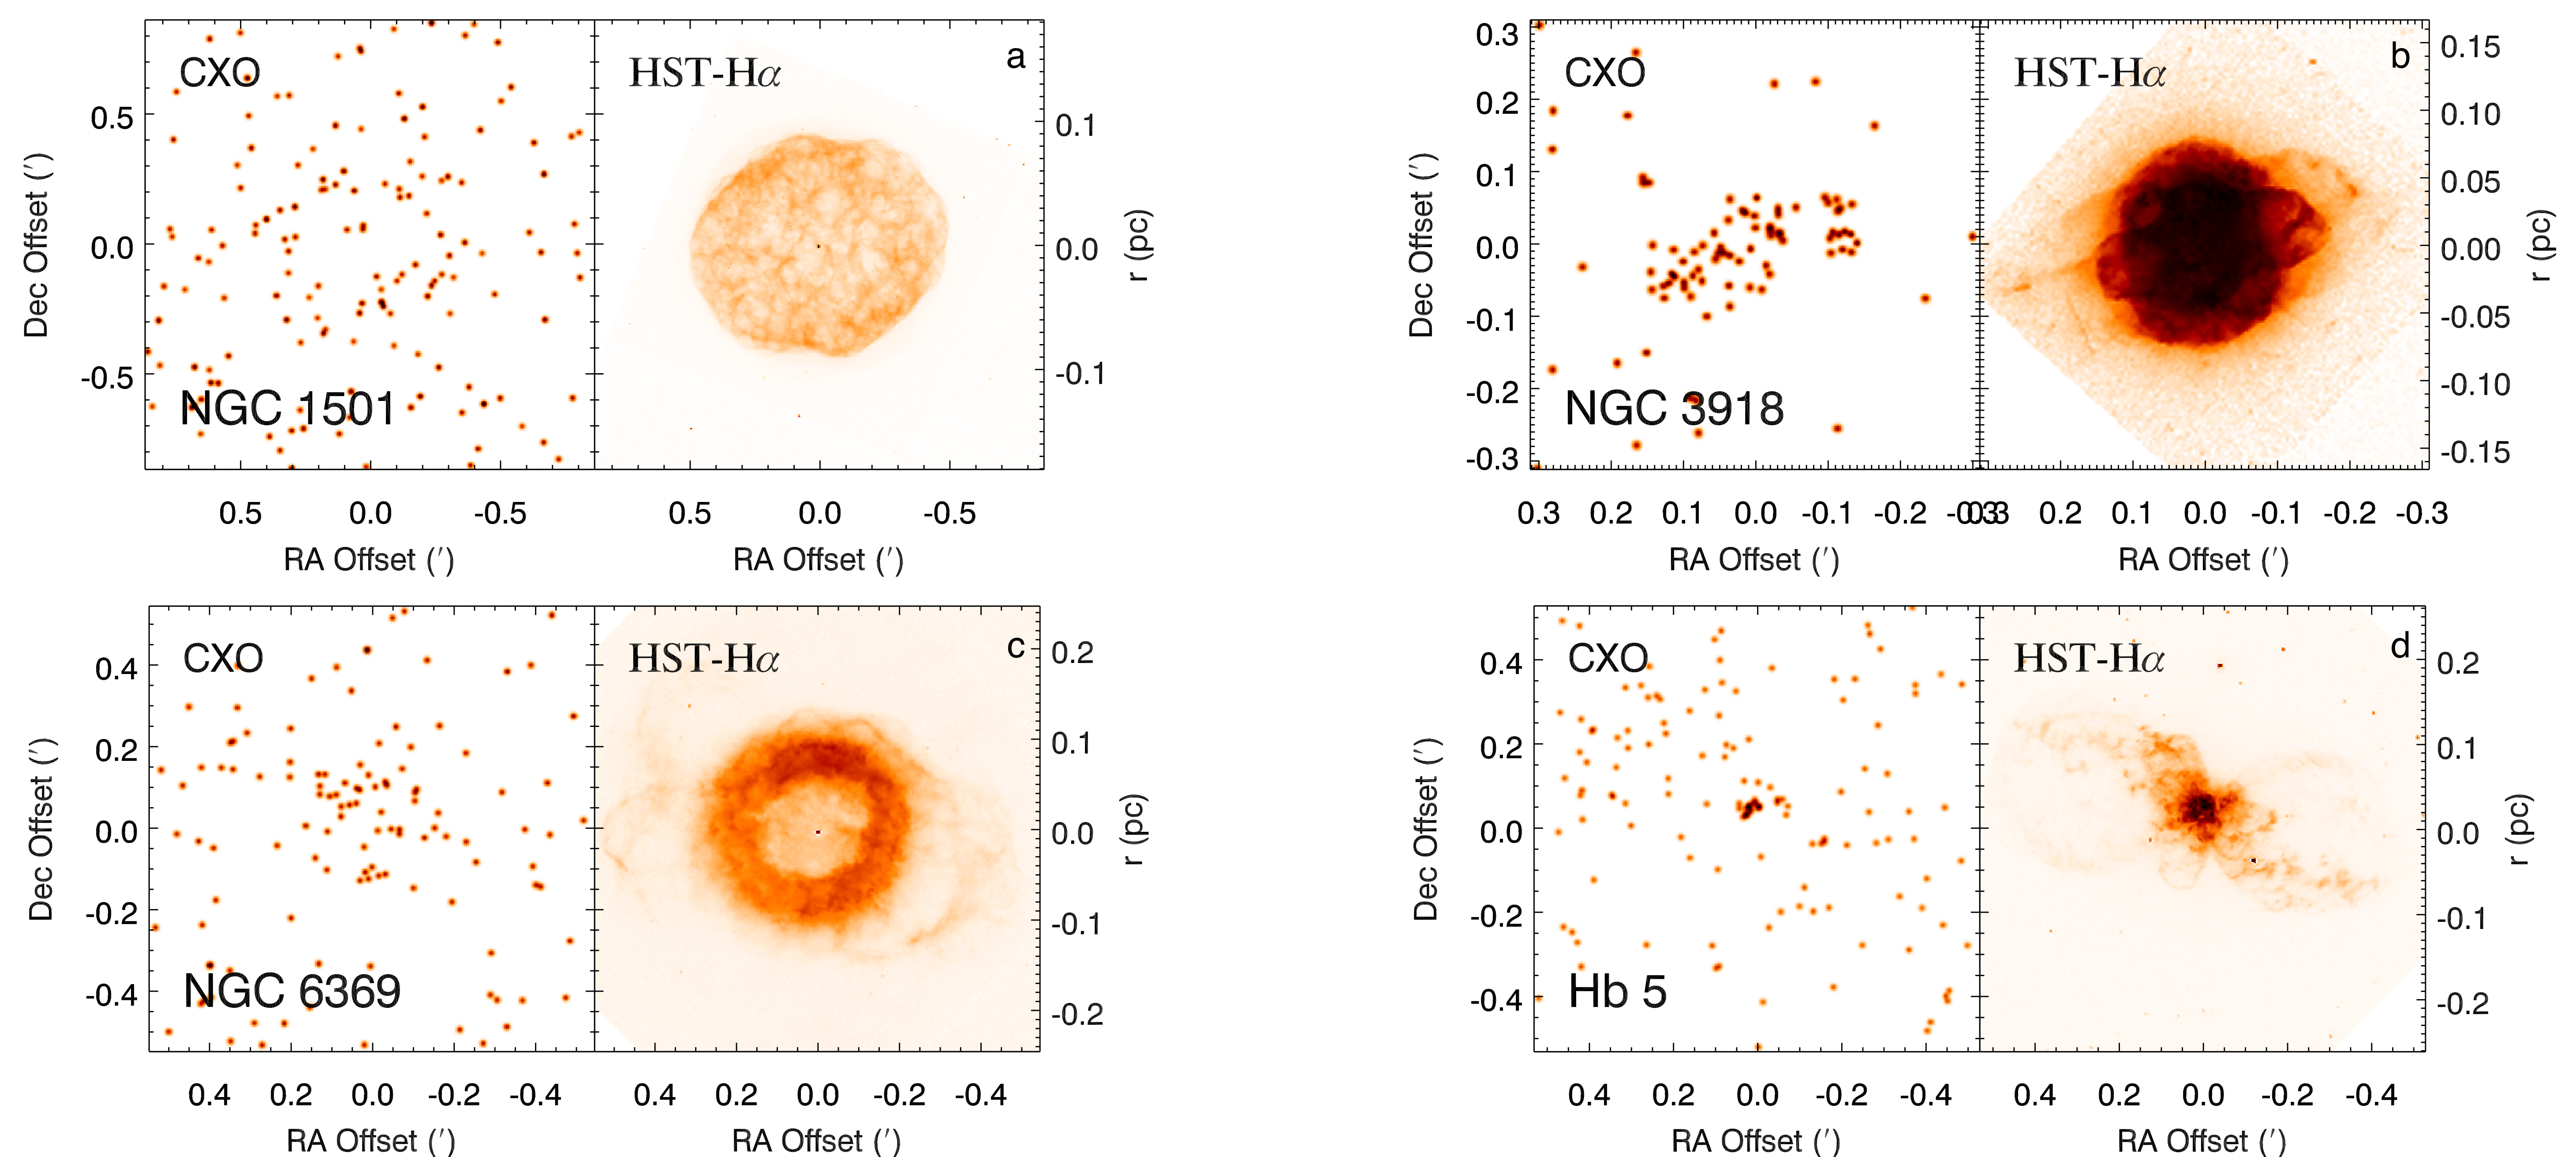 CXO
HST-Hα
a
NGC 1501
Dec Offset (′)
0.5
0.0
-0.5
0.1
0.0
-0.1
r (pc)
0.5 0.0 -0.5
0.5 0.0 -0.5
RA Offset (′)
RA Offset (′)
CXO
HST-Hα
b
NGC 3918
Dec Offset (′)
0.3
0.2
0.1
0.0
-0.1
-0.2
-0.3
0.15
0.10
0.05
0.00
-0.05
-0.10
-0.15
r (pc)
0.3 0.2 0.1 0.0 -0.1 -0.2 -0.3
0.3 0.2 0.1 0.0 -0.1 -0.2 -0.3
RA Offset (′)
RA Offset (′)
CXO
HST-Hα
c
NGC 6369
Dec Offset (′)
0.4
0.2
0.0
-0.2
-0.4
0.2
0.1
0.0
-0.1
-0.2
r (pc)
0.4 0.2 0.0 -0.2 -0.4
0.4 0.2 0.0 -0.2 -0.4
RA Offset (′)
RA Offset (′)
CXO
HST-Hα
d
Hb 5
Dec Offset (′)
0.4
0.2
0.0
-0.2
-0.4
0.2
0.1
0.0
-0.1
-0.2
r (pc)
0.4 0.2 0.0 -0.2 -0.4
0.4 0.2 0.0 -0.2 -0.4
RA Offset (′)
RA Offset (′)